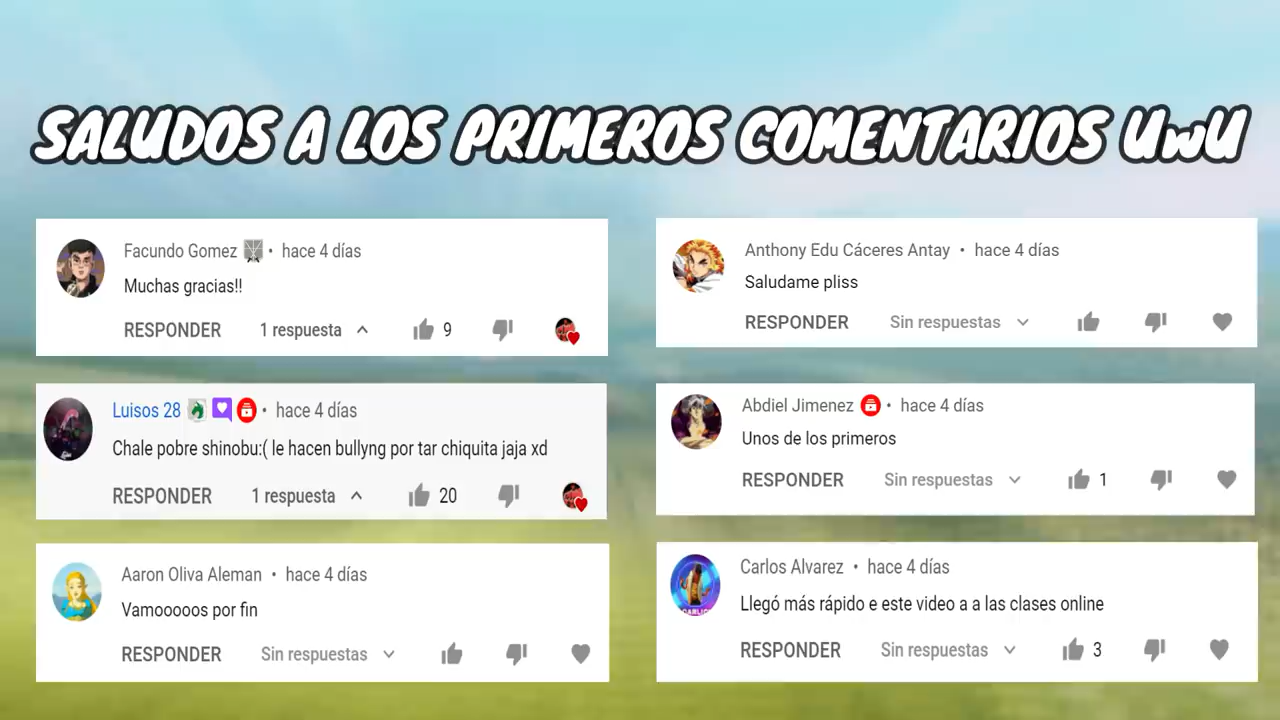 SALUDOS A LOS PRIMEROS COMENTARIOS UwU
Facundo Gomez • hace 4 días
Muchas gracias!!
RESPONDER 1 respuesta 9
Luisos 28 • hace 4 días
Chale pobre shinobu:( le hacen bullyng por tar chiquita jaja xd
RESPONDER 1 respuesta 20
Aaron Oliva Aleman • hace 4 días
Vamooooos por fin
RESPONDER Sin respuestas
Anthony Edu Cáceres Antay • hace 4 días
Saludame pliss
RESPONDER Sin respuestas
Abdiel Jimenez • hace 4 días
Unos de los primeros
RESPONDER Sin respuestas 1
Carlos Alvarez • hace 4 días
Llegó más rápido e este video a a las clases online
RESPONDER Sin respuestas 3